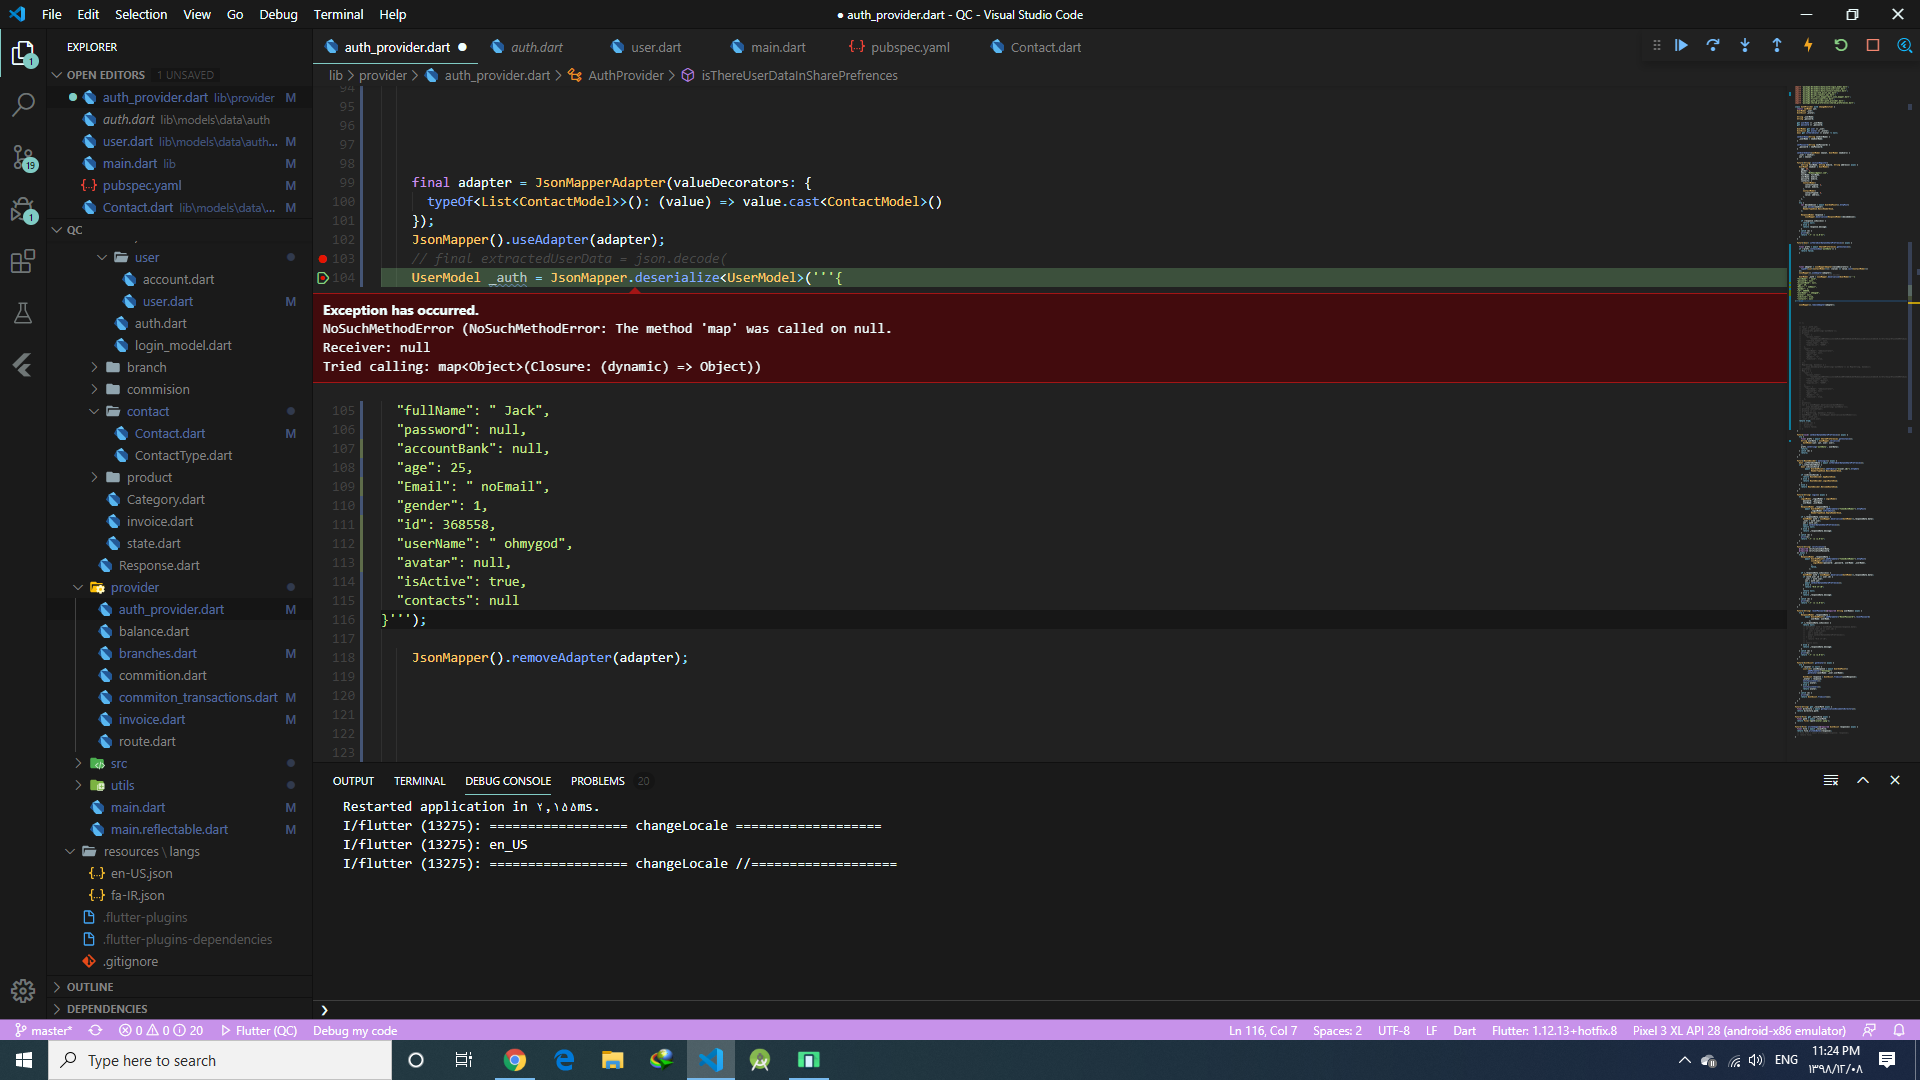 File Edit Selection View Go Debug Terminal Help
● auth_provider.dart - QC - Visual Studio Code
EXPLORER
OPEN EDITORS 1 UNSAVED
auth_provider.dart lib\provider M
auth.dart lib\models\data\auth
user.dart lib\models\data\auth... M
main.dart lib M
pubspec.yaml M
Contact.dart lib\models\data\... M
QC
user
account.dart
user.dart M
auth.dart
login_model.dart
branch
commision
contact
Contact.dart M
ContactType.dart
product
Category.dart
invoice.dart
state.dart
Response.dart
provider
auth_provider.dart M
balance.dart
branches.dart M
commition.dart
commiton_transactions.dart M
invoice.dart M
route.dart
src
utils
main.dart M
main.reflectable.dart M
resources \ langs
en-US.json
fa-IR.json
.flutter-plugins
.flutter-plugins-dependencies
.gitignore
OUTLINE
DEPENDENCIES
1
19
1
auth_provider.dart ● auth.dart user.dart main.dart pubspec.yaml Contact.dart
lib > provider > auth_provider.dart > AuthProvider > isThereUserDataInSharePrefrences
94
95
96
97
98
99 final adapter = JsonMapperAdapter(valueDecorators: {
100 typeOf<List<ContactModel>>(): (value) => value.cast<ContactModel>()
101 });
102 JsonMapper().useAdapter(adapter);
103 // final extractedUserData = json.decode(
104 UserModel _auth = JsonMapper.deserialize<UserModel>('''{
Exception has occurred.
NoSuchMethodError (NoSuchMethodError: The method 'map' was called on null.
Receiver: null
Tried calling: map<Object>(Closure: (dynamic) => Object))
105 "fullName": " Jack",
106 "password": null,
107 "accountBank": null,
108 "age": 25,
109 "Email": " noEmail",
110 "gender": 1,
111 "id": 368558,
112 "userName": " ohmygod",
113 "avatar": null,
114 "isActive": true,
115 "contacts": null
116 }''');
117
118 JsonMapper().removeAdapter(adapter);
119
120
121
122
123
OUTPUT TERMINAL DEBUG CONSOLE PROBLEMS 20
Restarted application in ۲,۱۵۵ms.
I/flutter (13275): ================== changeLocale ===================
I/flutter (13275): en_US
I/flutter (13275): ================== changeLocale //===================
master* 0 0 20 Flutter (QC) Debug my code
Ln 116, Col 7 Spaces: 2 UTF-8 LF Dart Flutter: 1.12.13+hotfix.8 Pixel 3 XL API 28 (android-x86 emulator)
Type here to search
ENG
11:24 PM
۱۳۹۸/۱۲/۰۸